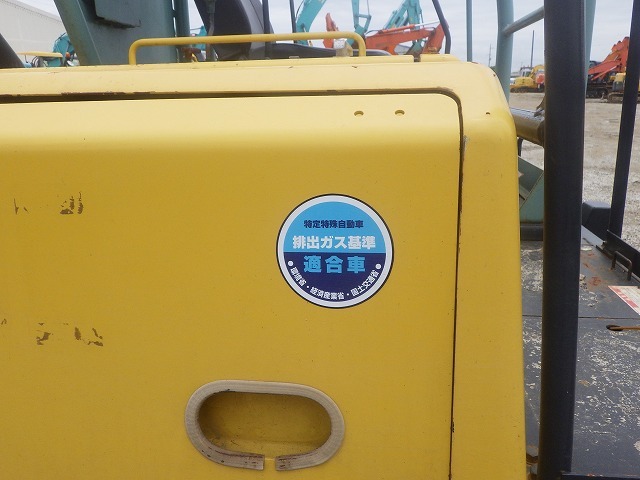 特定特殊自動車
排出ガス基準
適合車
●環境省・経済産業省・国土交通省●